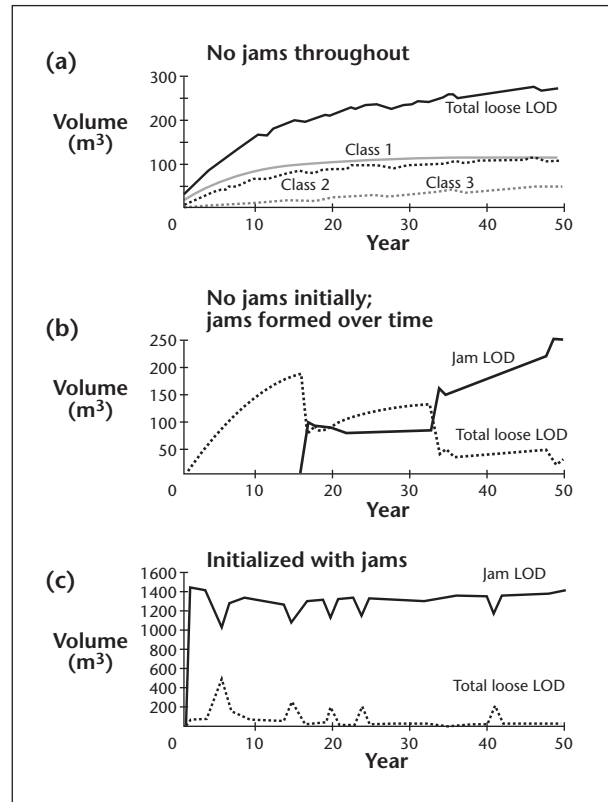 (a)
No jams throughout
Volume
(m³)
300
200
100
Total loose LOD
Class 1
Class 2
Class 3
0
10
20
30
40
50
Year
(b)
No jams initially;
jams formed over time
Volume
(m³)
250
200
150
100
50
Jam LOD
Total loose LOD
0
10
20
30
40
50
Year
(c)
Initialized with jams
Volume
(m³)
1600
1400
1200
1000
800
600
400
200
Jam LOD
Total loose LOD
0
10
20
30
40
50
Year